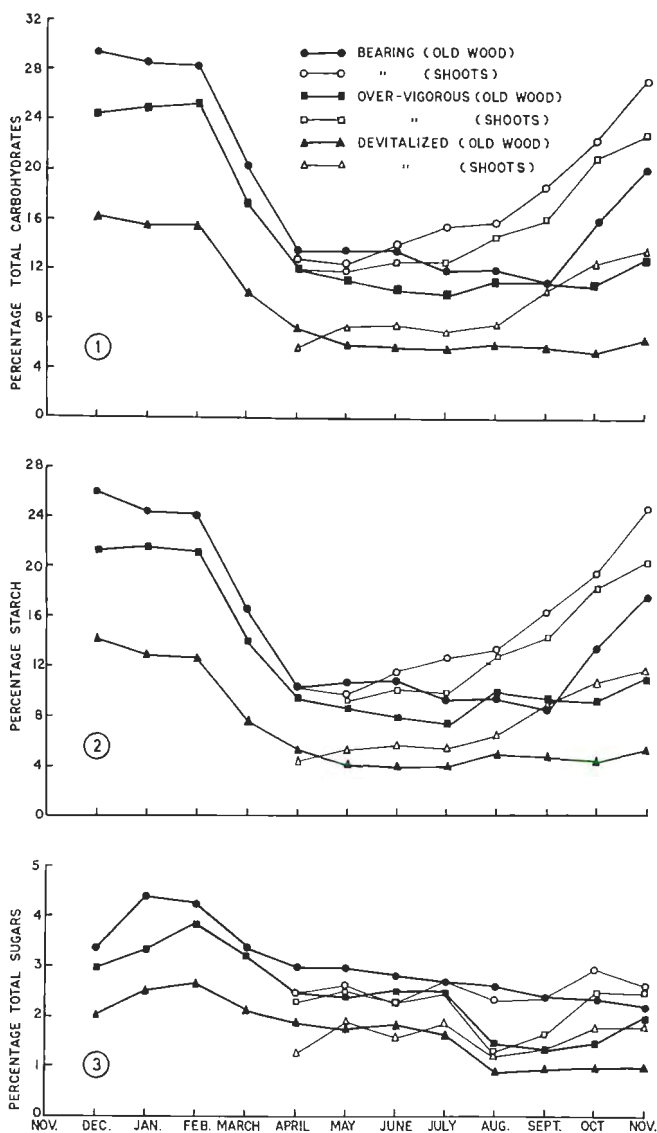 32
28
24
20
16
12
8
4
0
PERCENTAGE TOTAL CARBOHYDRATES
BEARING (OLD WOOD)
" (SHOOTS)
OVER-VIGOROUS (OLD WOOD)
" (SHOOTS)
DEVITALIZED (OLD WOOD)
" (SHOOTS)
1
28
24
20
16
12
8
4
0
PERCENTAGE STARCH
2
5
4
3
2
1
0
PERCENTAGE TOTAL SUGARS
3
NOV. DEC. JAN. FEB. MARCH APRIL MAY JUNE JULY AUG. SEPT. OCT NOV.